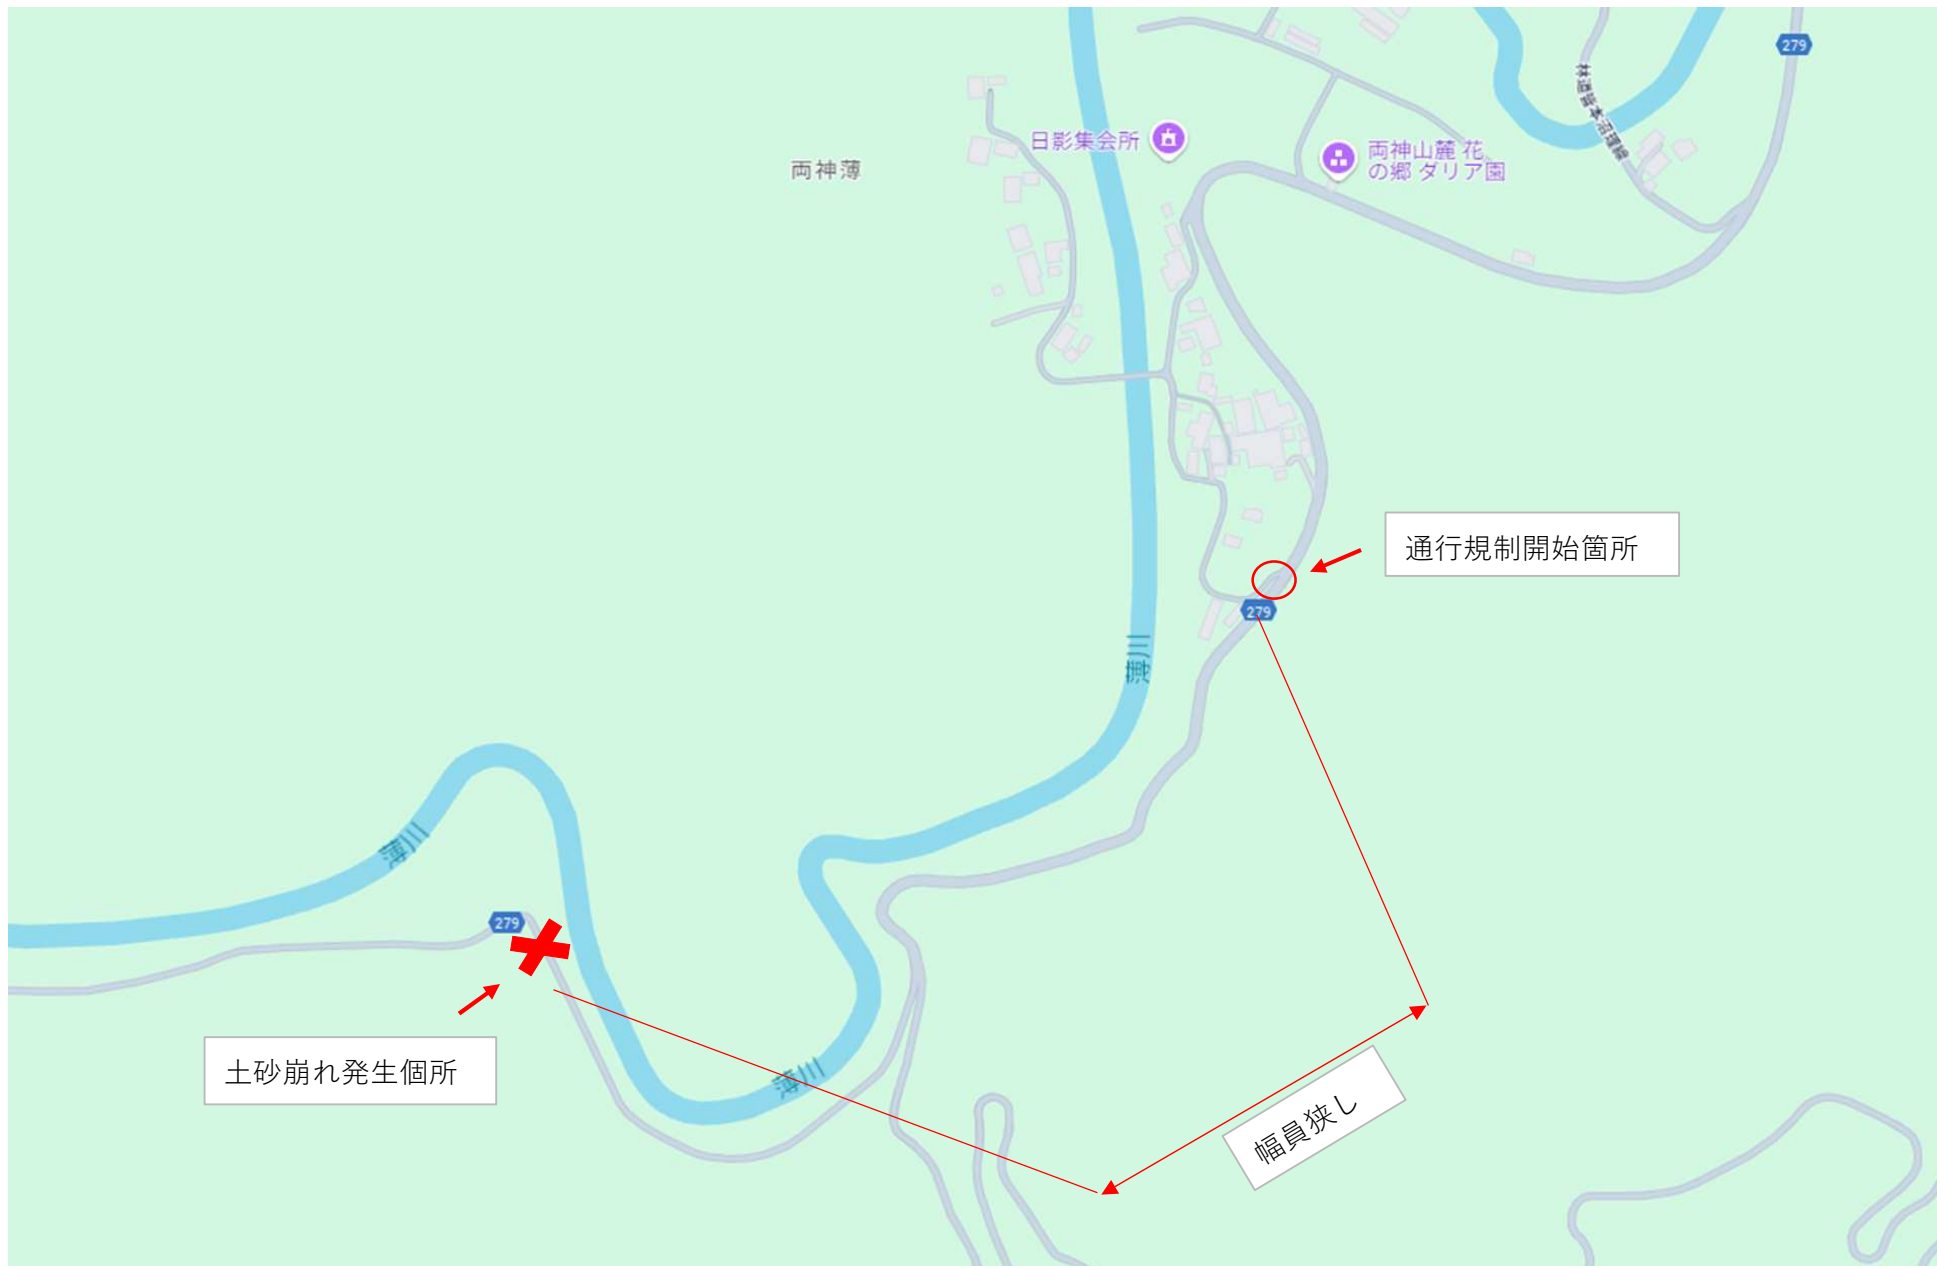 279
日影集会所
両神山麓 花
の郷 ダリア園
両神薄
通行規制開始箇所
279
薄川
薄川
279
土砂崩れ発生個所
薄川
幅員狭し